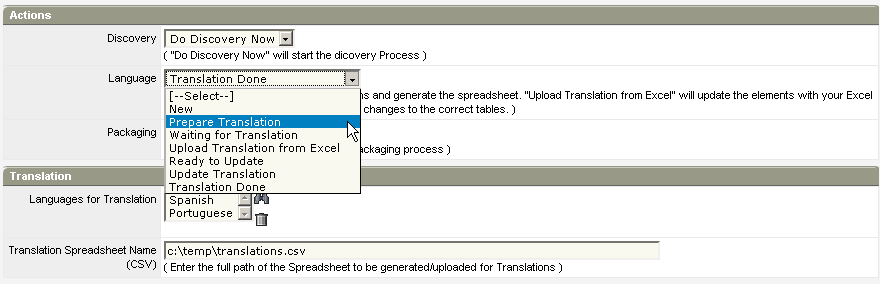 Actions
Discovery Do Discovery Now
( "Do Discovery Now" will start the dicovery Process )
Language Translation Done
[--Select--] ns and generate the spreadsheet. "Upload Translation from Excel" will update the elements with your Excel
New changes to the correct tables. )
Prepare Translation
Packaging Waiting for Translation
Upload Translation from Excel ackaging process )
Ready to Update
Translation Update Translation
Translation Done
Languages for Translation Spanish
Portuguese
Translation Spreadsheet Name c:\temp\translations.csv
(CSV) ( Enter the full path of the Spreadsheet to be generated/uploaded for Translations )